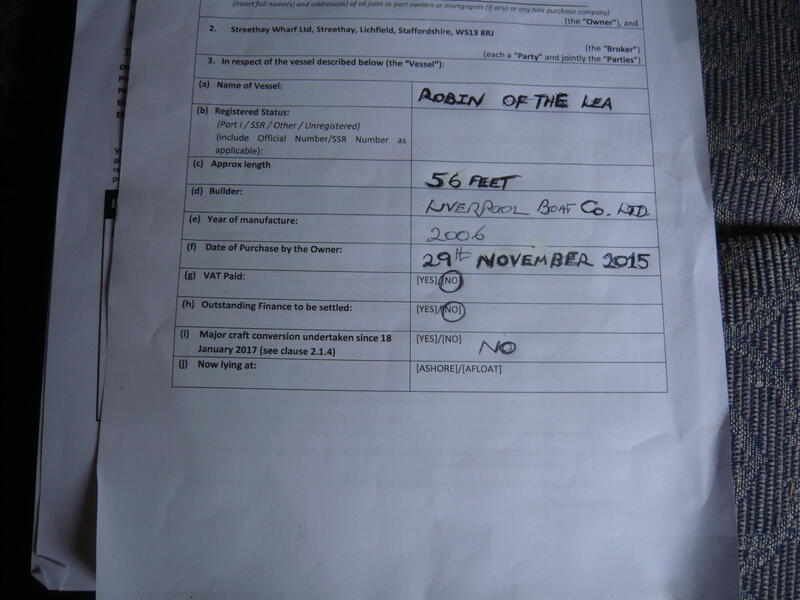 (insert full name(s) and address(es) of all joint or part owners or mortgagees (if any) or any hire purchase company)
(the "Owner"), and
2. Streethay Wharf Ltd, Streethay, Lichfield, Staffordshire, WS13 8RJ
(the "Broker")
(each a "Party" and jointly the "Parties")
3. In respect of the vessel described below (the "Vessel"):
(a) Name of Vessel: ROBIN OF THE LEA
(b) Registered Status:
(Part I / SSR / Other / Unregistered)
(include Official Number/SSR Number as
applicable):
(c) Approx length 56 FEET
(d) Builder: LIVERPOOL BOAT CO. LTD.
(e) Year of manufacture: 2006
(f) Date of Purchase by the Owner: 29th NOVEMBER 2015
(g) VAT Paid: [YES]/[NO]
(h) Outstanding Finance to be settled: [YES]/[NO]
(i) Major craft conversion undertaken since 18 [YES]/[NO] NO
January 2017 (see clause 2.1.4)
(j) Now lying at: [ASHORE]/[AFLOAT]